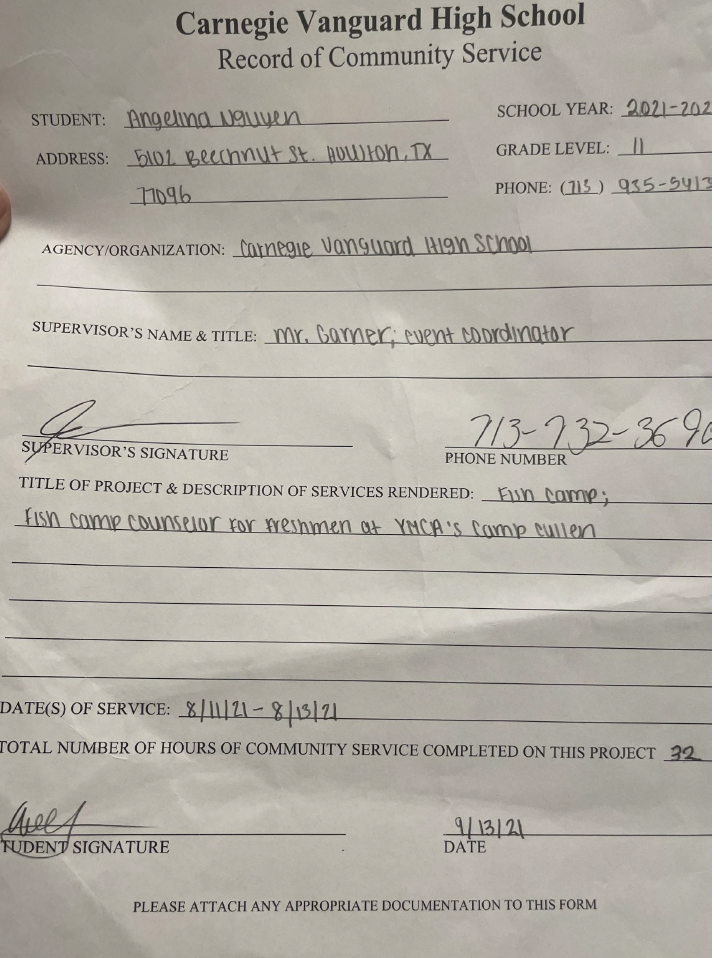 Carnegie Vanguard High School
Record of Community Service
STUDENT: Angelina Nguyen SCHOOL YEAR: 2021-202
ADDRESS: 5102 Beechnut St. Houston, TX GRADE LEVEL: 11
77096 PHONE: (713) 935-5413
AGENCY/ORGANIZATION: Carnegie Vanguard High School
SUPERVISOR'S NAME & TITLE: Mr. Garner; event coordinator
713-732-3690
SUPERVISOR'S SIGNATURE PHONE NUMBER
TITLE OF PROJECT & DESCRIPTION OF SERVICES RENDERED: Fish camp;
Fish camp counselor for freshmen at YMCA's Camp Cullen
DATE(S) OF SERVICE: 8/11/21 - 8/13/21
TOTAL NUMBER OF HOURS OF COMMUNITY SERVICE COMPLETED ON THIS PROJECT 32
9/13/21
TUDENT SIGNATURE DATE
PLEASE ATTACH ANY APPROPRIATE DOCUMENTATION TO THIS FORM